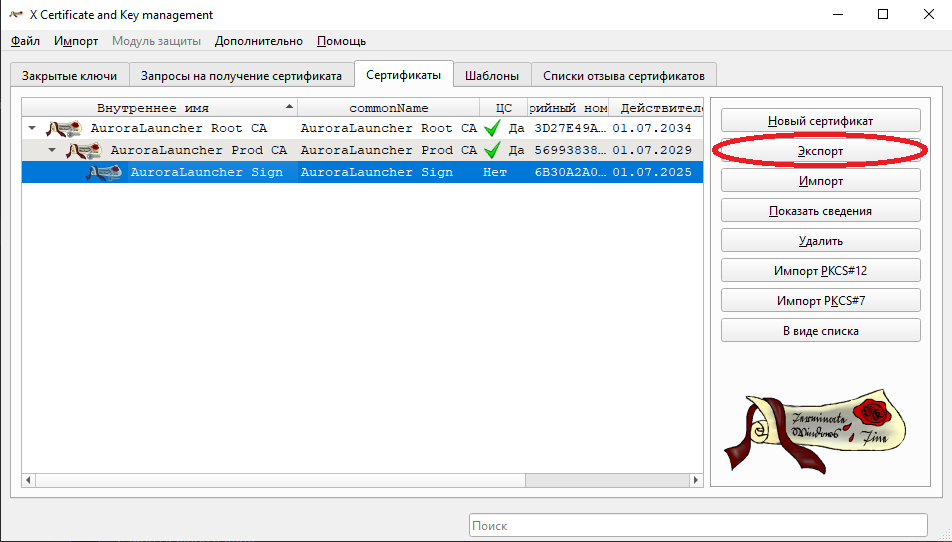 X Certificate and Key management
Файл Импорт Модуль защиты Дополнительно Помощь
Закрытые ключи Запросы на получение сертификата Сертификаты Шаблоны Списки отзыва сертификатов
Внутреннее имя commonName ЦС рийный ном Действителе
AuroraLauncher Root CA AuroraLauncher Root CA Да 3D27E49A... 01.07.2034
AuroraLauncher Prod CA AuroraLauncher Prod CA Да 56993838... 01.07.2029
AuroraLauncher Sign AuroraLauncher Sign Нет 6B30A2A0... 01.07.2025
Новый сертификат
Экспорт
Импорт
Показать сведения
Удалить
Импорт PKCS#12
Импорт PKCS#7
В виде списка
Terminate
Windows
Fine
Поиск